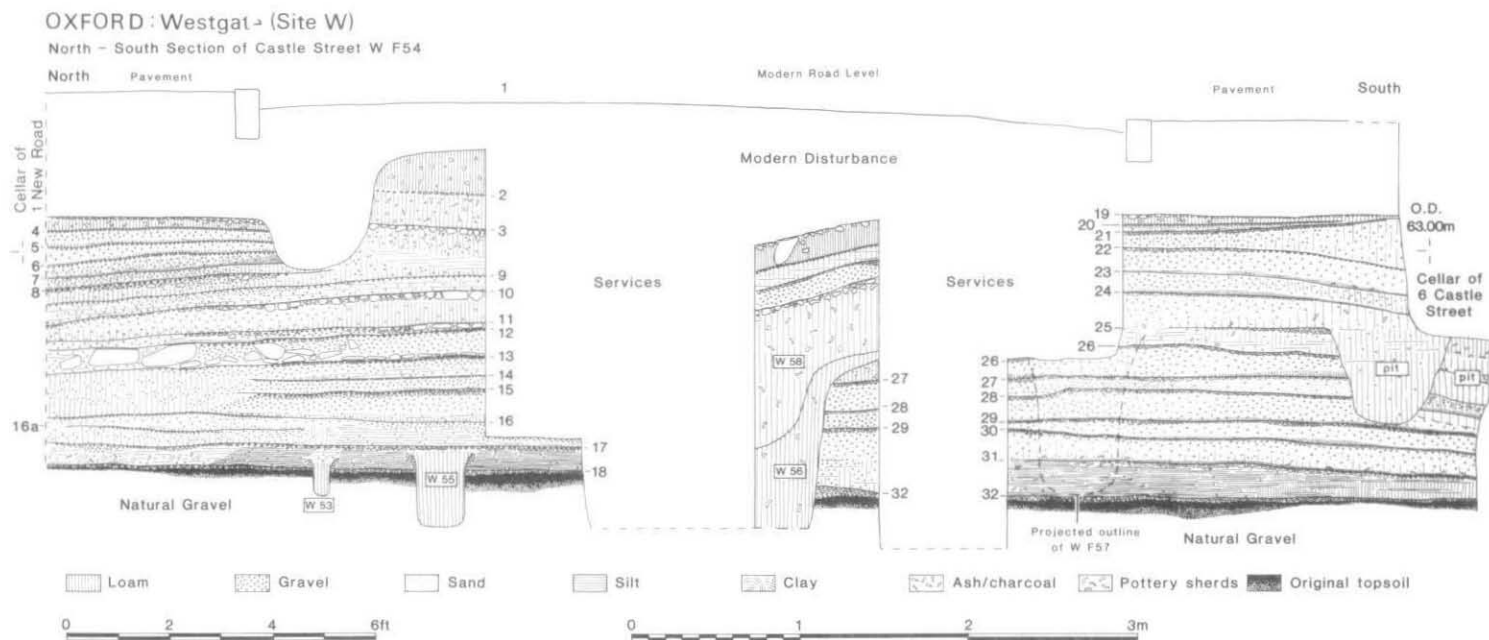 OXFORD : Westgate (Site W)
North – South Section of Castle Street W F54
North Pavement 1 Modern Road Level Pavement South
Modern Disturbance
Cellar of
1 New Road
2
3
4
5
6
7
8
9
10
11
12
13
14
15
16
16a
17
18
Natural Gravel
W 53
W 55
Services
W 58
W 56
27
28
29
32
Services
19
20
21
22
23
24
25
26
26
27
28
29
30
31
32
O.D.
63.00m
Cellar of
6 Castle
Street
pit
pit
Projected outline
of W F57
Natural Gravel
Loam Gravel Sand Silt Clay Ash/charcoal Pottery sherds Original topsoil
0 2 4 6ft 0 1 2 3m